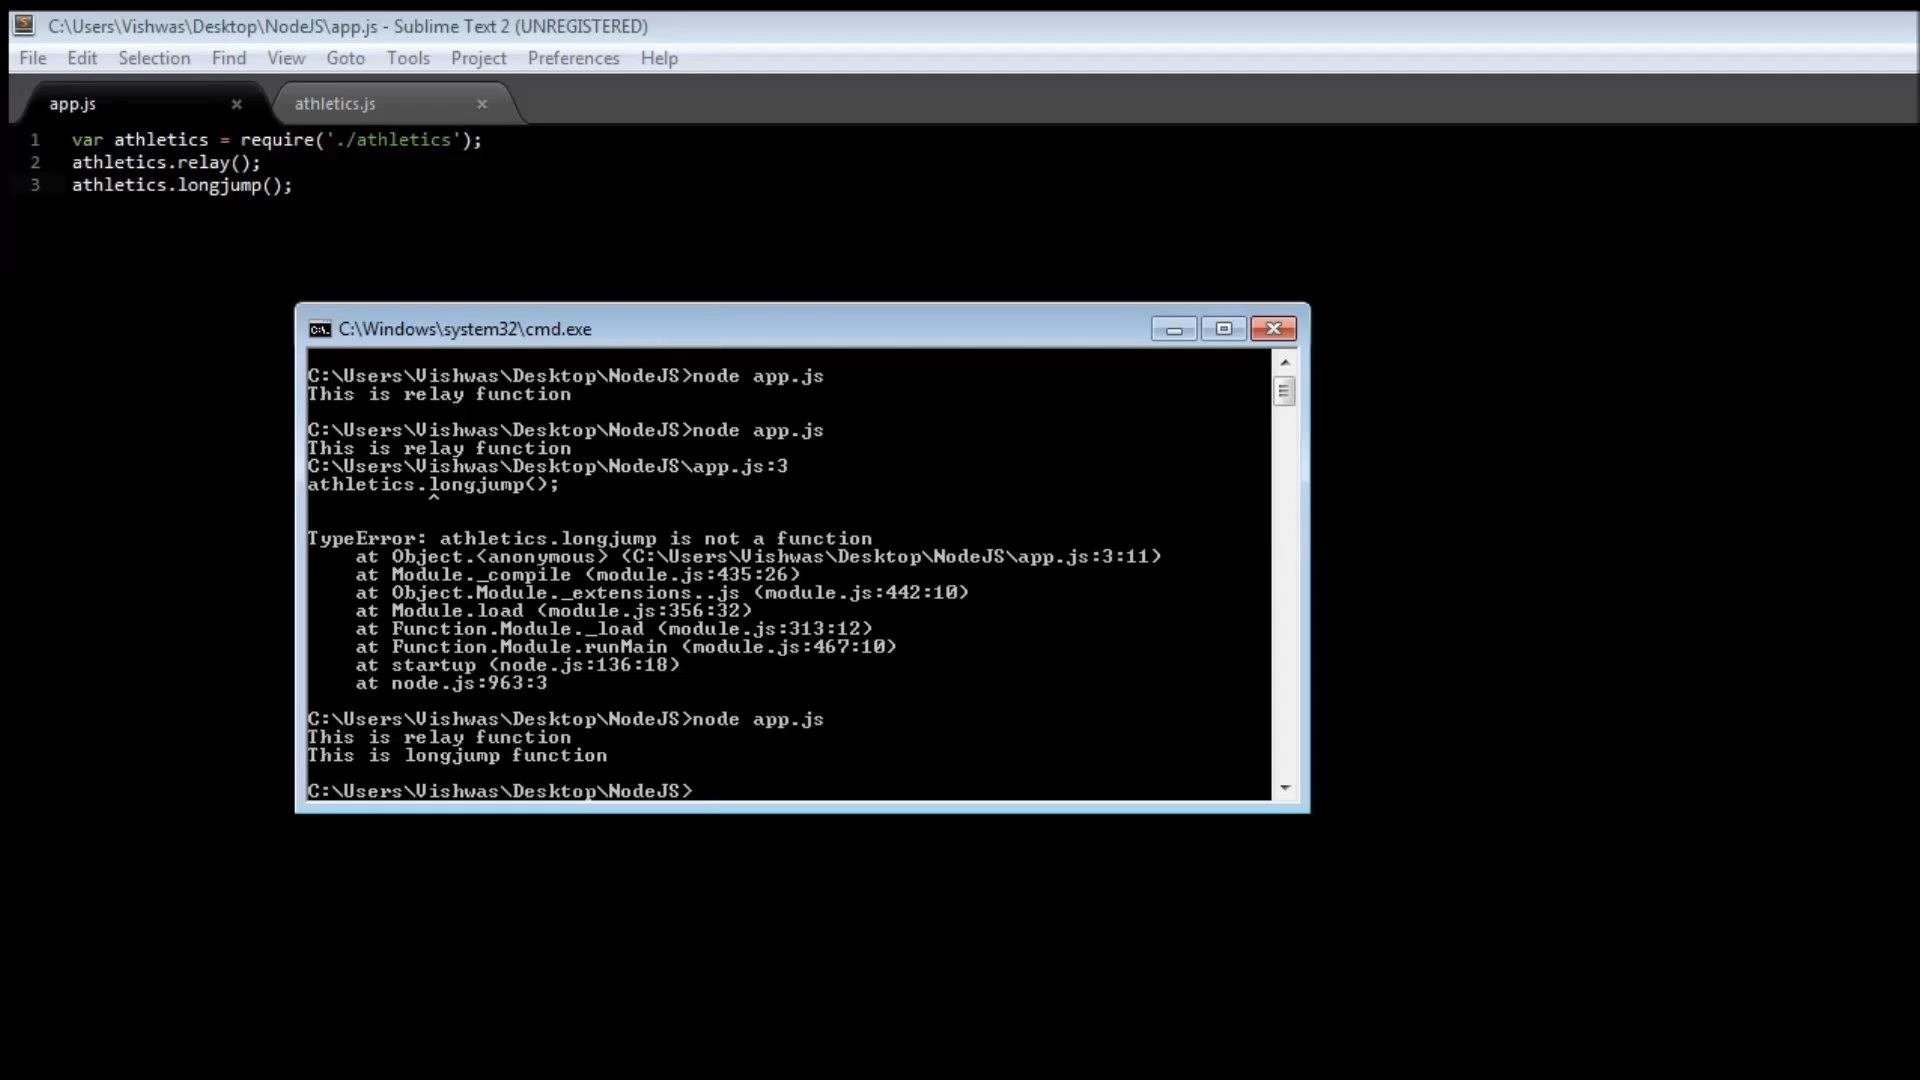 C:\Users\Vishwas\Desktop\NodeJS\app.js - Sublime Text 2 (UNREGISTERED)
File Edit Selection Find View Goto Tools Project Preferences Help
app.js × athletics.js ×
1 var athletics = require('./athletics');
2 athletics.relay();
3 athletics.longjump();
C:\Windows\system32\cmd.exe
C:\Users\Vishwas\Desktop\NodeJS>node app.js
This is relay function
C:\Users\Vishwas\Desktop\NodeJS>node app.js
This is relay function
C:\Users\Vishwas\Desktop\NodeJS\app.js:3
athletics.longjump();
^
TypeError: athletics.longjump is not a function
at Object.<anonymous> (C:\Users\Vishwas\Desktop\NodeJS\app.js:3:11)
at Module._compile (module.js:435:26)
at Object.Module._extensions..js (module.js:442:10)
at Module.load (module.js:356:32)
at Function.Module._load (module.js:313:12)
at Function.Module.runMain (module.js:467:10)
at startup (node.js:136:18)
at node.js:963:3
C:\Users\Vishwas\Desktop\NodeJS>node app.js
This is relay function
This is longjump function
C:\Users\Vishwas\Desktop\NodeJS>